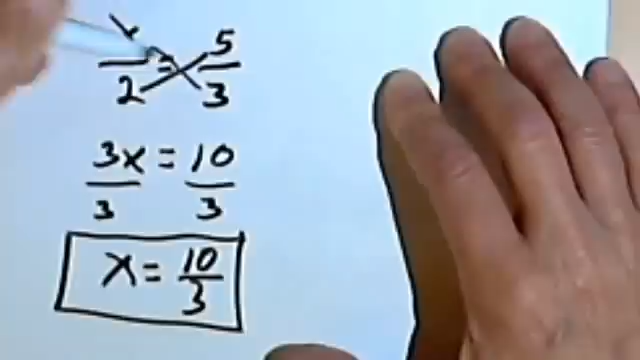 x/2 = 5/3
3x/3 = 10/3
x = 10/3